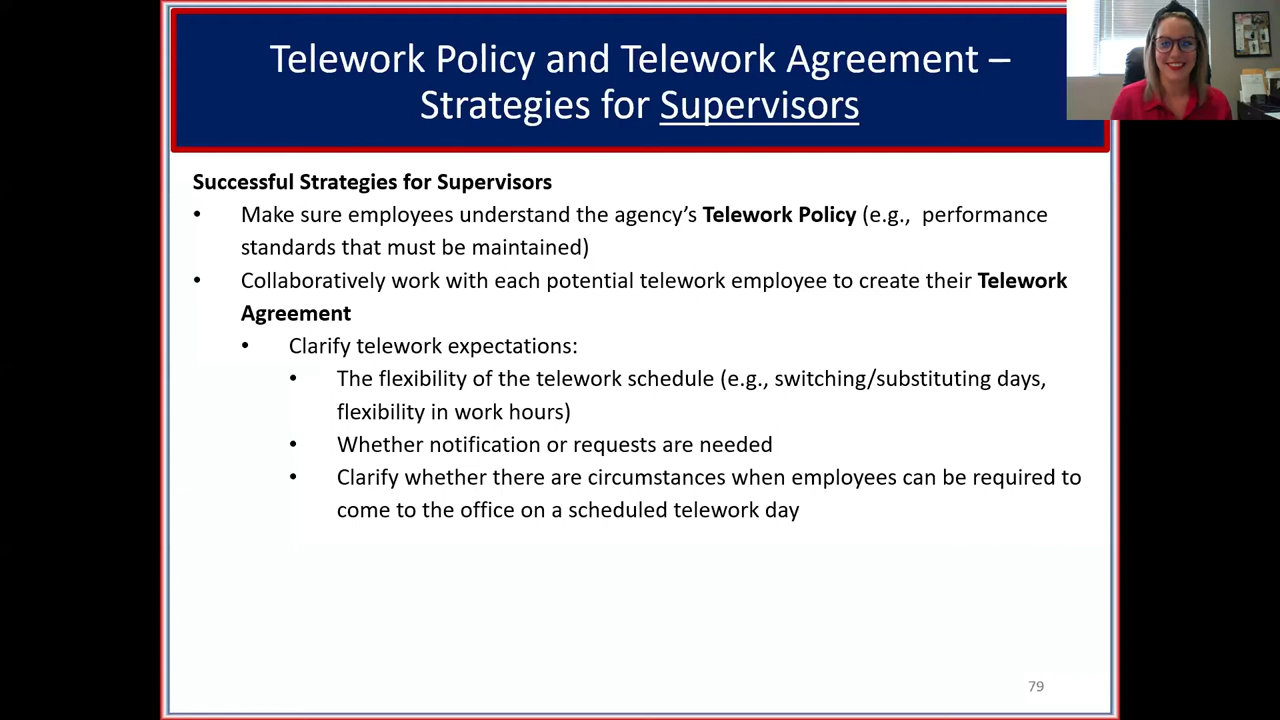 Telework Policy and Telework Agreement –
Strategies for Supervisors
Successful Strategies for Supervisors
• Make sure employees understand the agency’s Telework Policy (e.g.,  performance
standards that must be maintained)
• Collaboratively work with each potential telework employee to create their Telework
Agreement
• Clarify telework expectations:
• The flexibility of the telework schedule (e.g., switching/substituting days,
flexibility in work hours)
• Whether notification or requests are needed
• Clarify whether there are circumstances when employees can be required to
come to the office on a scheduled telework day
79